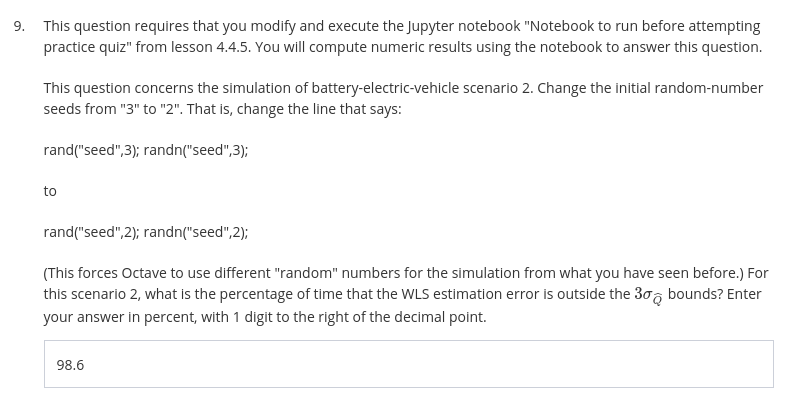 9. This question requires that you modify and execute the Jupyter notebook "Notebook to run before attempting
practice quiz" from lesson 4.4.5. You will compute numeric results using the notebook to answer this question.
This question concerns the simulation of battery-electric-vehicle scenario 2. Change the initial random-number
seeds from "3" to "2". That is, change the line that says:
rand("seed",3); randn("seed",3);
to
rand("seed",2); randn("seed",2);
(This forces Octave to use different "random" numbers for the simulation from what you have seen before.) For
this scenario 2, what is the percentage of time that the WLS estimation error is outside the 3σ_Q̂ bounds? Enter
your answer in percent, with 1 digit to the right of the decimal point.
98.6